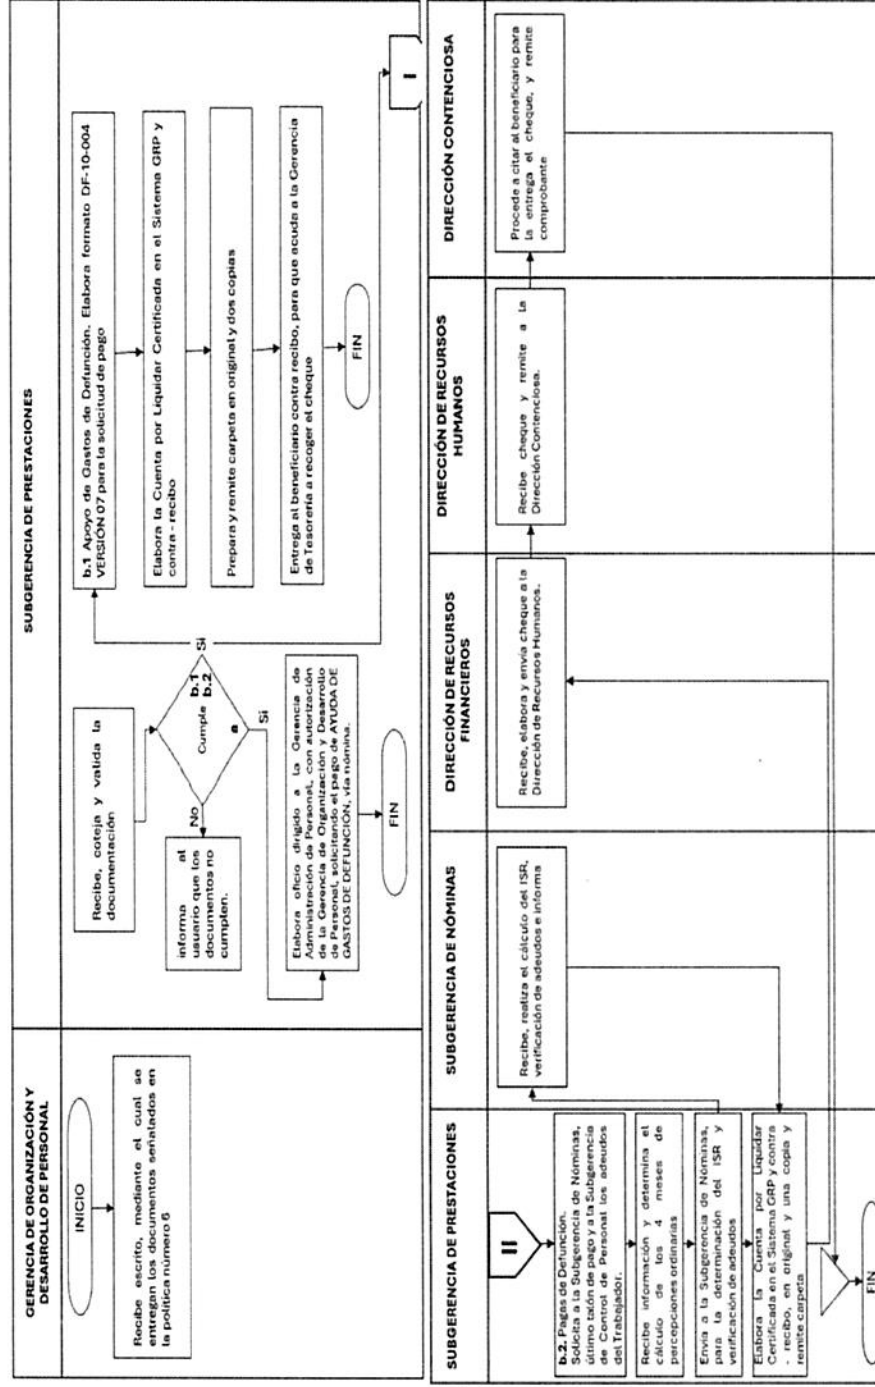 GERENCIA DE ORGANIZACIÓN Y
DESARROLLO DE PERSONAL
SUBGERENCIA DE PRESTACIONES
INICIO
Recibe escrito, mediante el cual se
entregan los documentos señalados en
la política número 6
Recibe, coteja y valida la
documentación
Cumple
b.1
b.2
a
No
Si
Si
informa al
usuario que los
documentos no
cumplen.
Elabora oficio dirigido a la Gerencia de
Administración de Personal, con autorización
de la Gerencia de Organización y Desarrollo
de Personal, solicitando el pago de AYUDA DE
GASTOS DE DEFUNCIÓN, vía nómina.
FIN
b.1 Apoyo de Gastos de Defunción. Elabora formato DF-10-004
VERSIÓN 07 para la solicitud de pago
Elabora la Cuenta por Liquidar Certificada en el Sistema GRP y
contra - recibo
Prepara y remite carpeta en original y dos copias
Entrega al beneficiario contra recibo, para que acuda a la Gerencia
de Tesorería a recoger el cheque
FIN
I
SUBGERENCIA DE PRESTACIONES
SUBGERENCIA DE NÓMINAS
DIRECCIÓN DE RECURSOS
FINANCIEROS
DIRECCIÓN DE RECURSOS
HUMANOS
DIRECCIÓN CONTENCIOSA
II
b.2. Pagas de Defunción.
Solicita a la Subgerencia de Nóminas,
último talón de pago y a la Subgerencia
de Control de Personal los adeudos
del Trabajador.
Recibe información y determina el
cálculo de los 4 meses de
percepciones ordinarias
Envía a la Subgerencia de Nóminas,
para la determinación del ISR y
verificación de adeudos
Elabora la Cuenta por Liquidar
Certificada en el Sistema GRP y contra
- recibo, en original y una copia y
remite carpeta
FIN
Recibe, realiza el cálculo del ISR,
verificación de adeudos e informa
Recibe, elabora y envía cheque a la
Dirección de Recursos Humanos.
Recibe cheque y remite a la
Dirección Contenciosa.
Procede a citar al beneficiario para
la entrega el cheque, y remite
comprobante